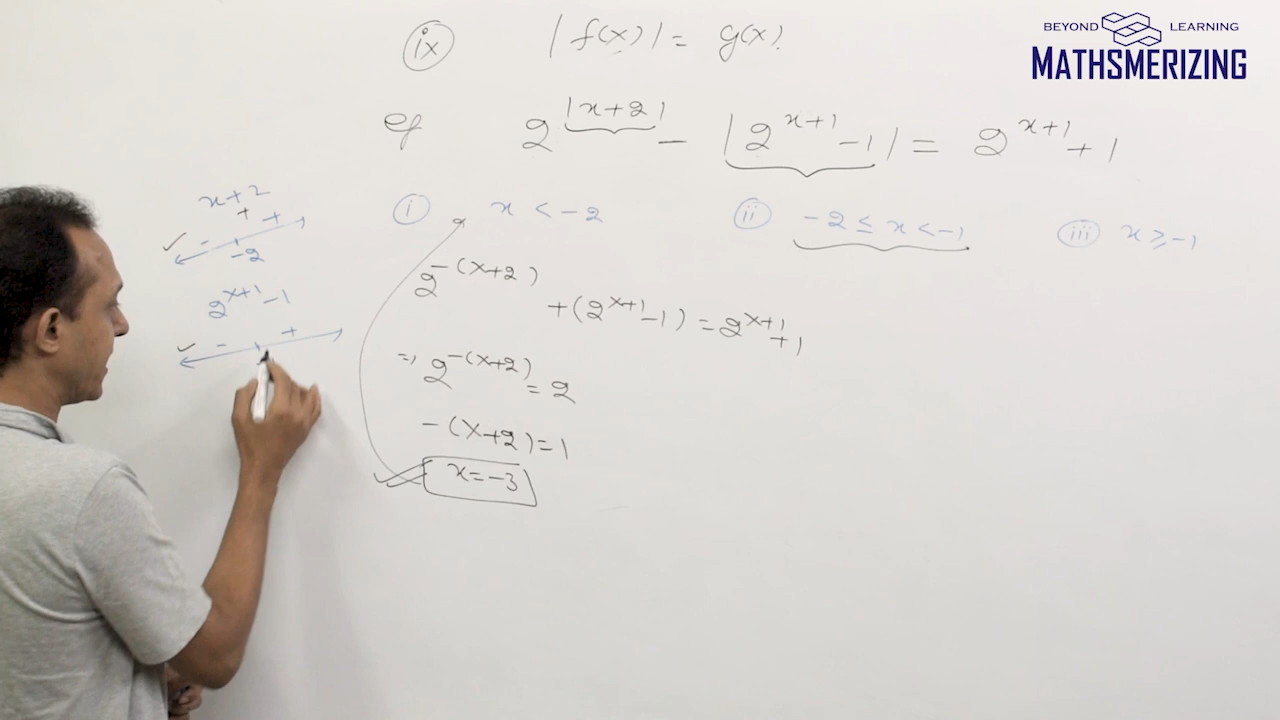 BEYOND LEARNING
MATHSMERIZING
ix |f(x)| = g(x).
eg 2^|x+2| - |2^(x+1) - 1| = 2^(x+1) + 1
x+2
+ +
-
-2
2^(x+1) - 1
- +
i x < -2
2^-(x+2) + (2^(x+1) - 1) = 2^(x+1) + 1
⇒ 2^-(x+2) = 2
-(x+2) = 1
x = -3
ii -2 ≤ x < -1
iii x ≥ -1